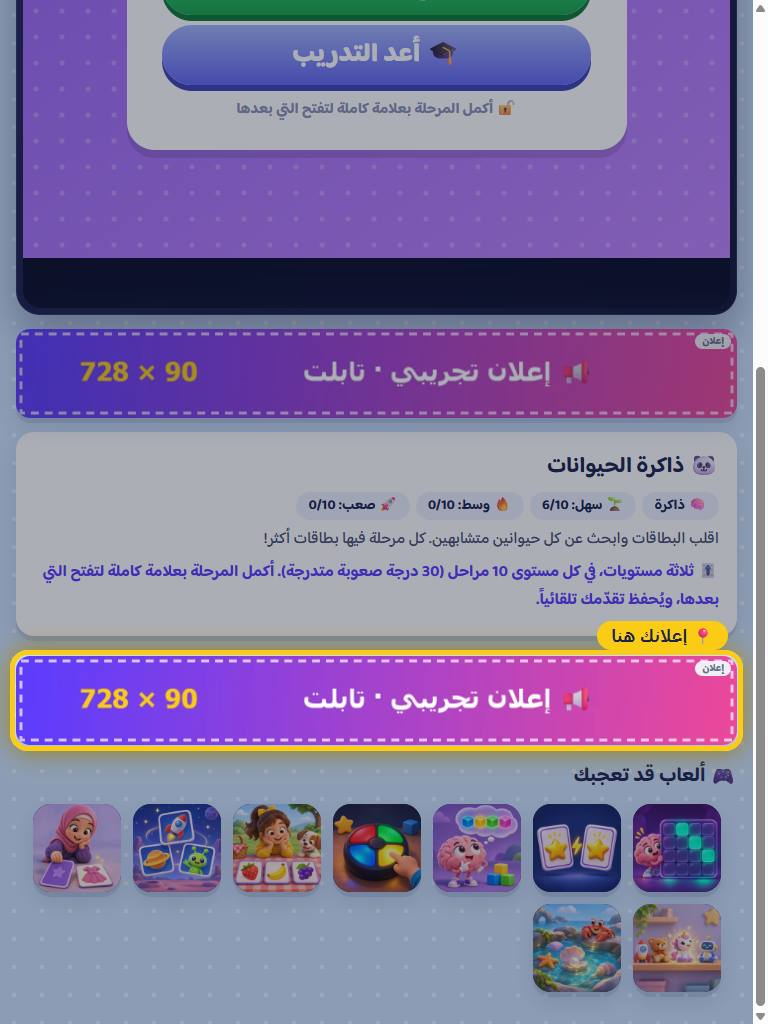 أعد التدريب
أكمل المرحلة بعلامة كاملة لتفتح التي بعدها
إعلان
إعلان تجريبي · تابلت
728 × 90
ذاكرة الحيوانات
ذاكرة
سهل: 6/10
وسط: 0/10
صعب: 0/10
اقلب البطاقات وابحث عن كل حيوانين متشابهين. كل مرحلة فيها بطاقات أكثر!
ثلاثة مستويات، في كل مستوى 10 مراحل (30 درجة صعوبة متدرجة). أكمل المرحلة بعلامة كاملة لتفتح التي
بعدها، ويُحفظ تقدّمك تلقائياً.
إعلانك هنا
إعلان
إعلان تجريبي · تابلت
728 × 90
ألعاب قد تعجبك